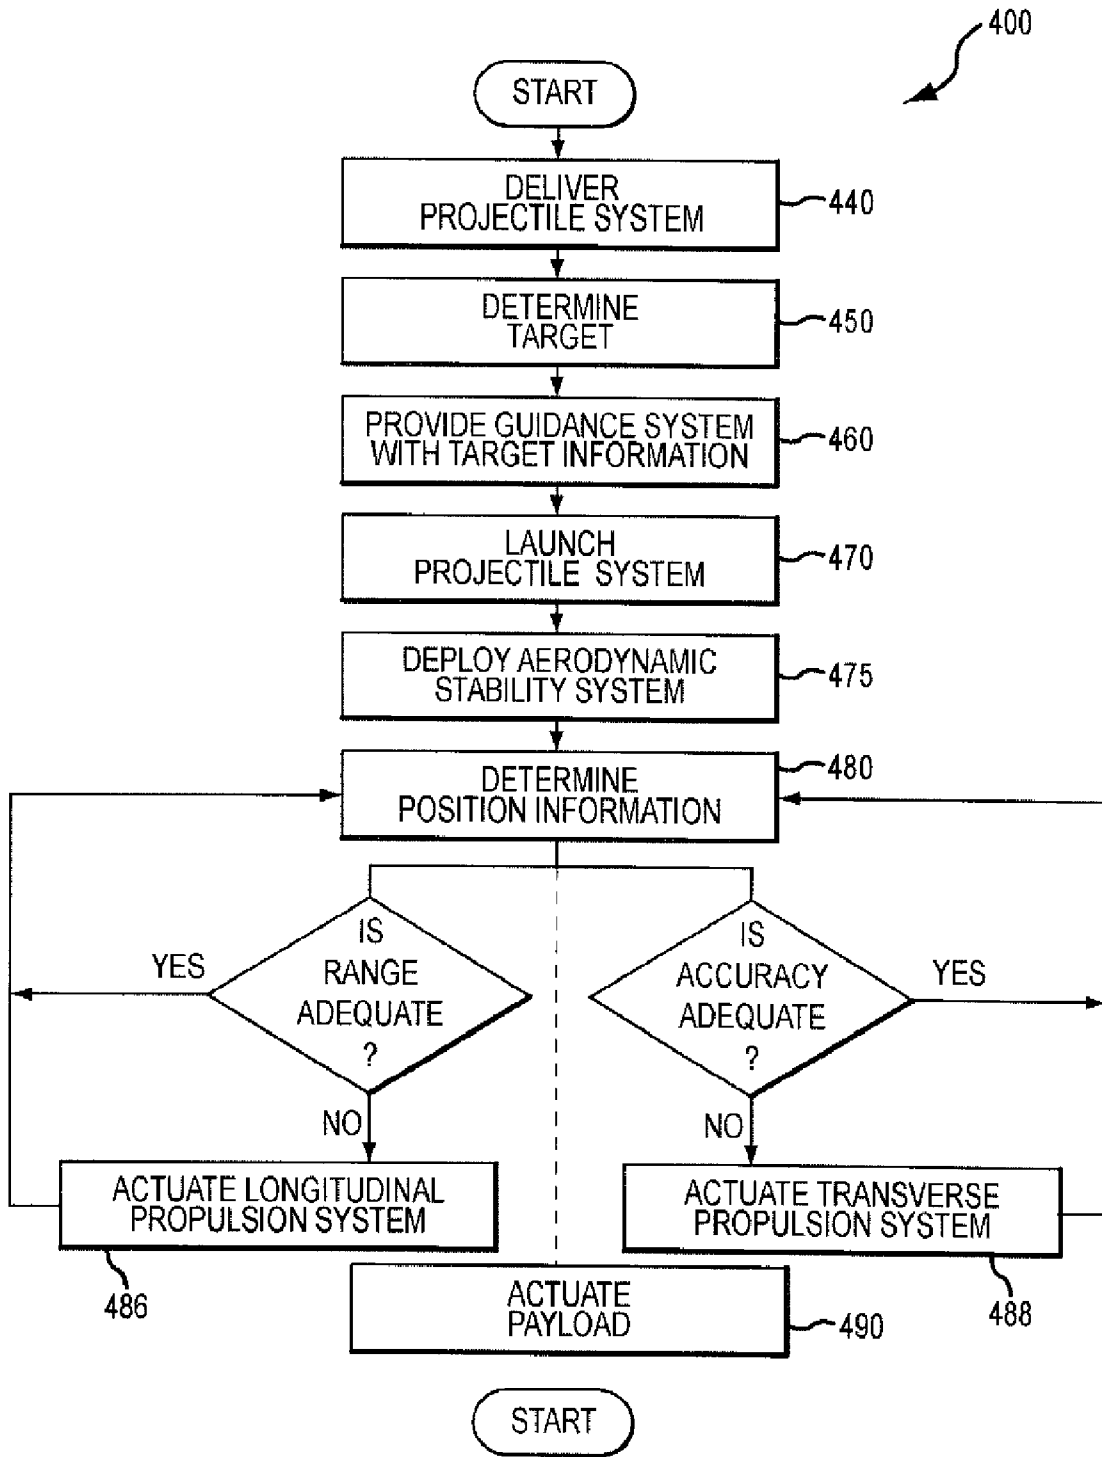 400
START
DELIVER
PROJECTILE SYSTEM
440
DETERMINE
TARGET
450
PROVIDE GUIDANCE SYSTEM
WITH TARGET INFORMATION
460
LAUNCH
PROJECTILE SYSTEM
470
DEPLOY AERODYNAMIC
STABILITY SYSTEM
475
DETERMINE
POSITION INFORMATION
480
IS
RANGE
ADEQUATE
?
YES
NO
IS
ACCURACY
ADEQUATE
?
YES
NO
ACTUATE LONGITUDINAL
PROPULSION SYSTEM
486
ACTUATE TRANSVERSE
PROPULSION SYSTEM
488
ACTUATE
PAYLOAD
490
START